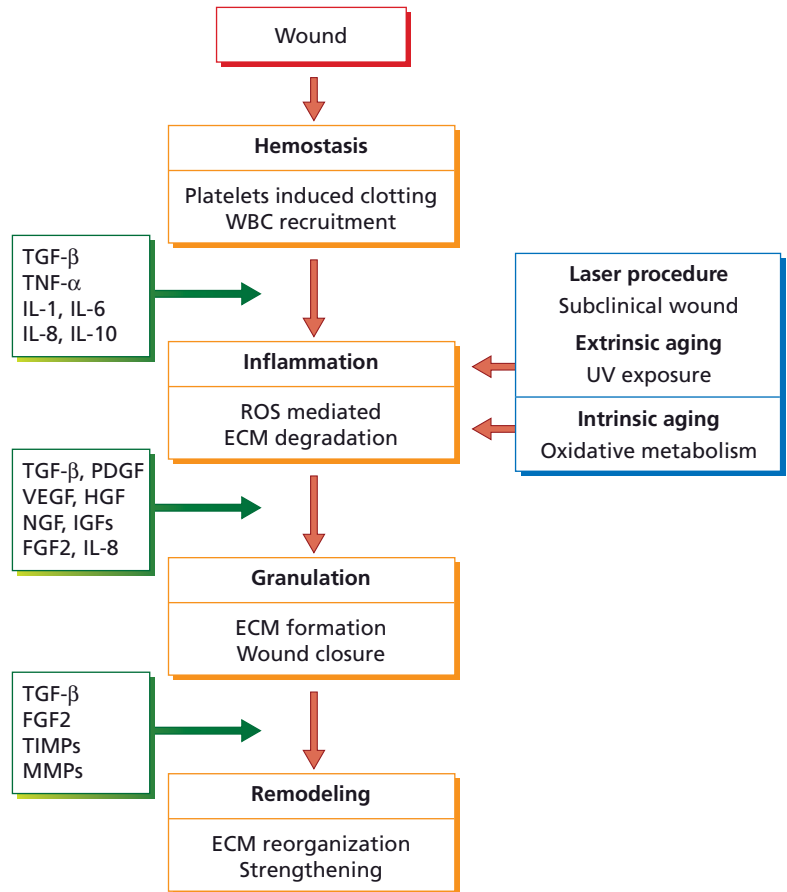 Wound
Hemostasis
Platelets induced clotting
WBC recruitment
TGF-β
TNF-α
IL-1, IL-6
IL-8, IL-10
Laser procedure
Subclinical wound
Extrinsic aging
UV exposure
Intrinsic aging
Oxidative metabolism
Inflammation
ROS mediated
ECM degradation
TGF-β, PDGF
VEGF, HGF
NGF, IGFs
FGF2, IL-8
Granulation
ECM formation
Wound closure
TGF-β
FGF2
TIMPs
MMPs
Remodeling
ECM reorganization
Strengthening